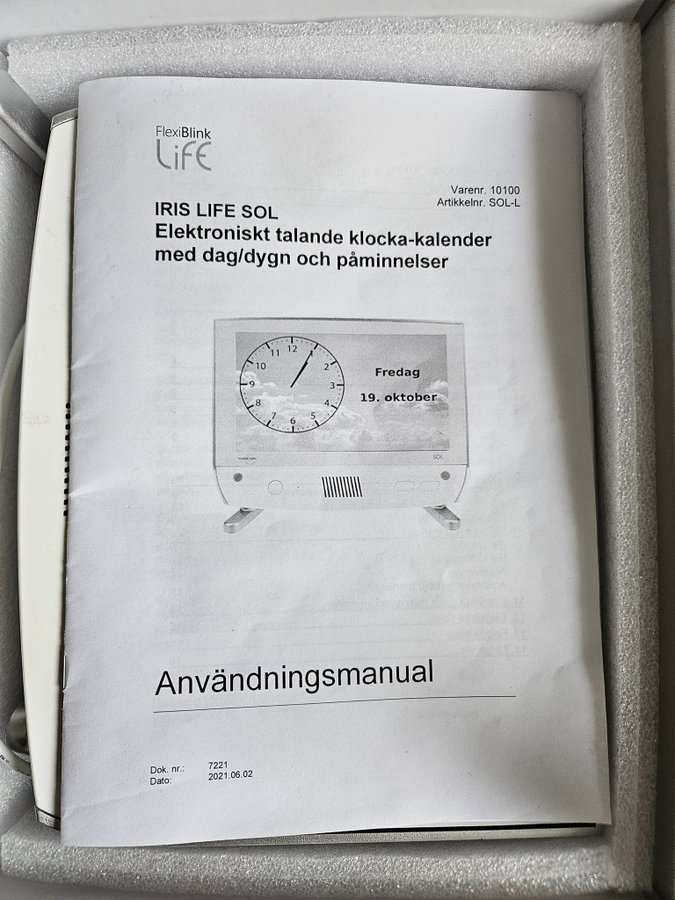 FlexiBlink
LiFE
Varenr. 10100
Artikkelnr. SOL-L
IRIS LIFE SOL
Elektroniskt talande klocka-kalender
med dag/dygn och påminnelser
12
11
10
9
8
7
6
5
4
3
2
Fredag
19. oktober
SOL
Användningsmanual
Dok. nr.: 7221
Dato: 2021.06.02